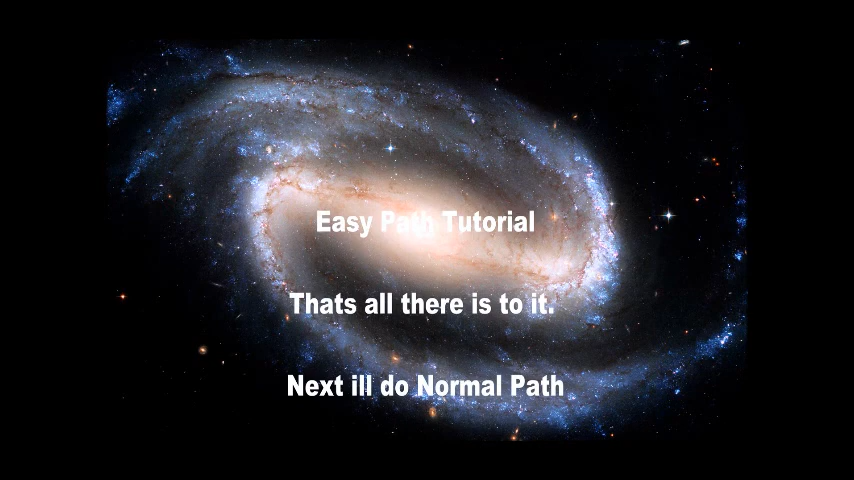 Easy Path Tutorial
Thats all there is to it.
Next ill do Normal Path